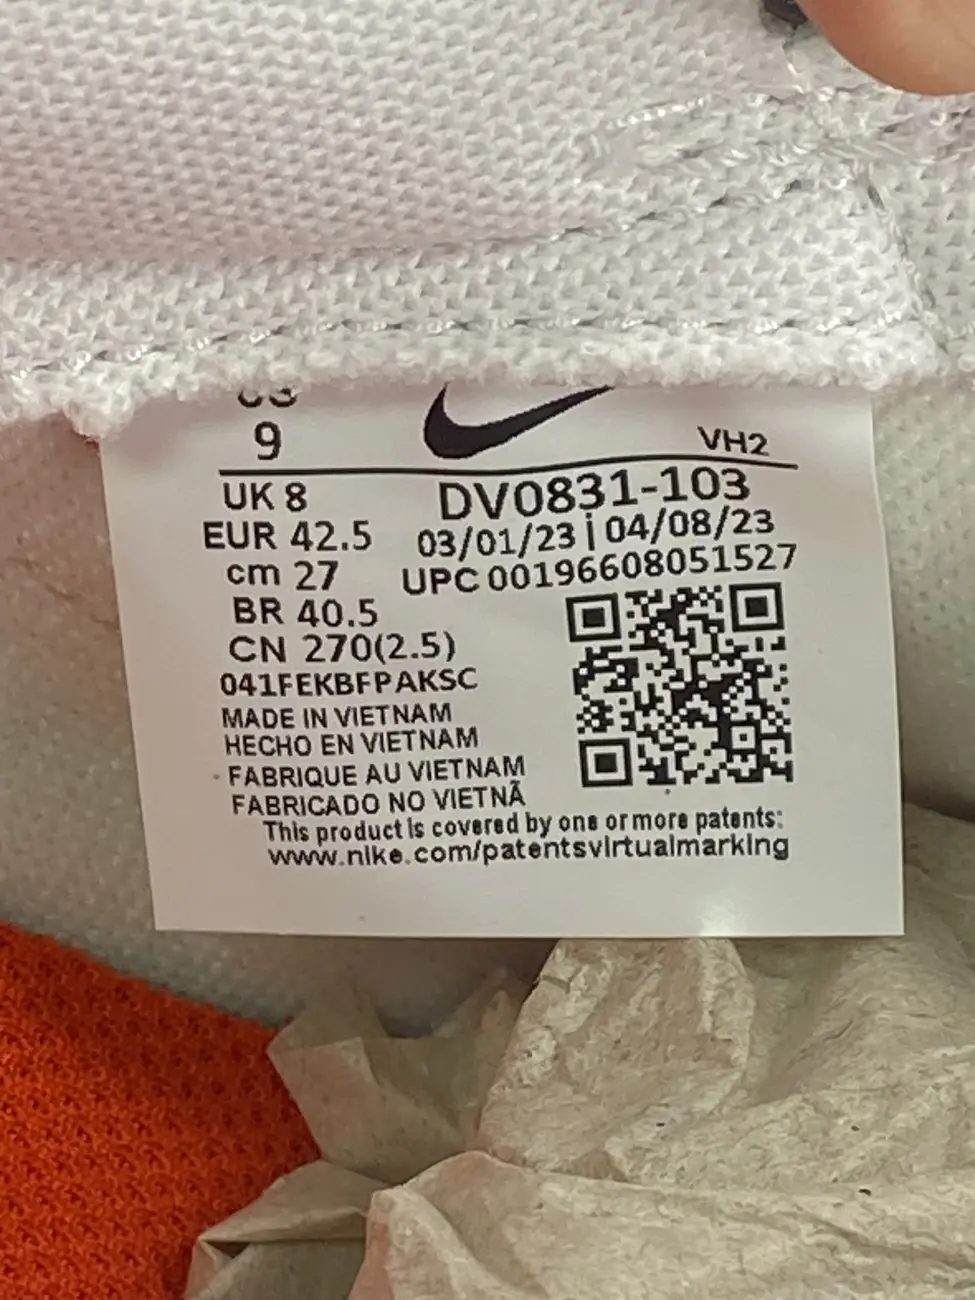 US
9
VH2
UK 8
DV0831-103
EUR 42.5
03/01/23 | 04/08/23
cm 27
UPC 00196608051527
BR 40.5
CN 270(2.5)
041FEKBFPAKSC
MADE IN VIETNAM
HECHO EN VIETNAM
FABRIQUE AU VIETNAM
FABRICADO NO VIETNÃ
This product is covered by one or more patents:
www.nike.com/patentsvirtualmarking